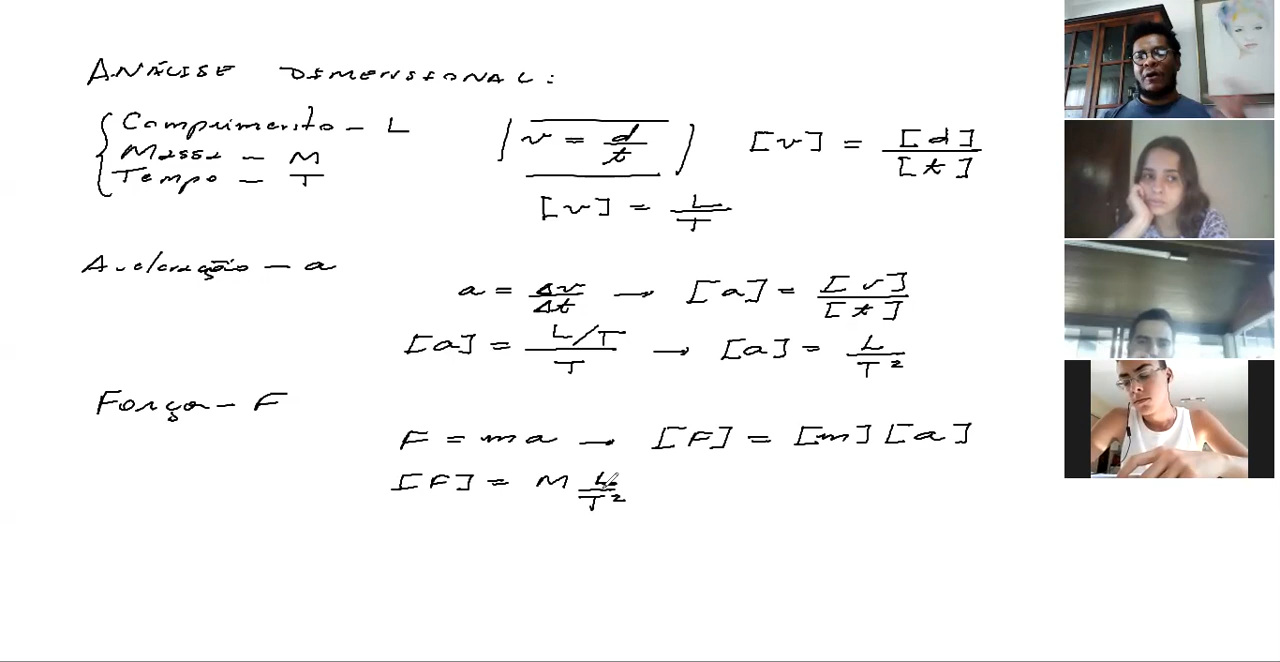 ANÁLISE DIMENSIONAL:
Comprimento - L
Massa - M
Tempo - T
v = d/t
[v] = [d]/[t]
[v] = L/T
Aceleração - a
a = Δv/Δt → [a] = [v]/[t]
[a] = L/T/T → [a] = L/T²
Força - F
F = ma → [F] = [m][a]
[F] = M L/T²